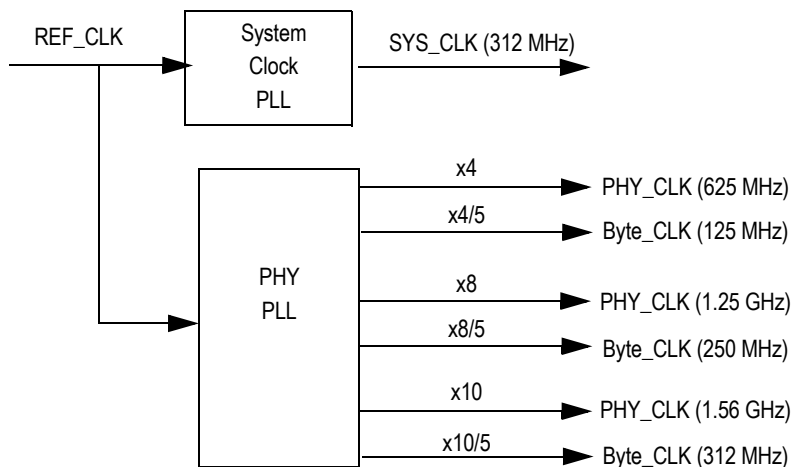 REF_CLK
System
Clock
PLL
SYS_CLK (312 MHz)
PHY
PLL
x4
PHY_CLK (625 MHz)
x4/5
Byte_CLK (125 MHz)
x8
PHY_CLK (1.25 GHz)
x8/5
Byte_CLK (250 MHz)
x10
PHY_CLK (1.56 GHz)
x10/5
Byte_CLK (312 MHz)